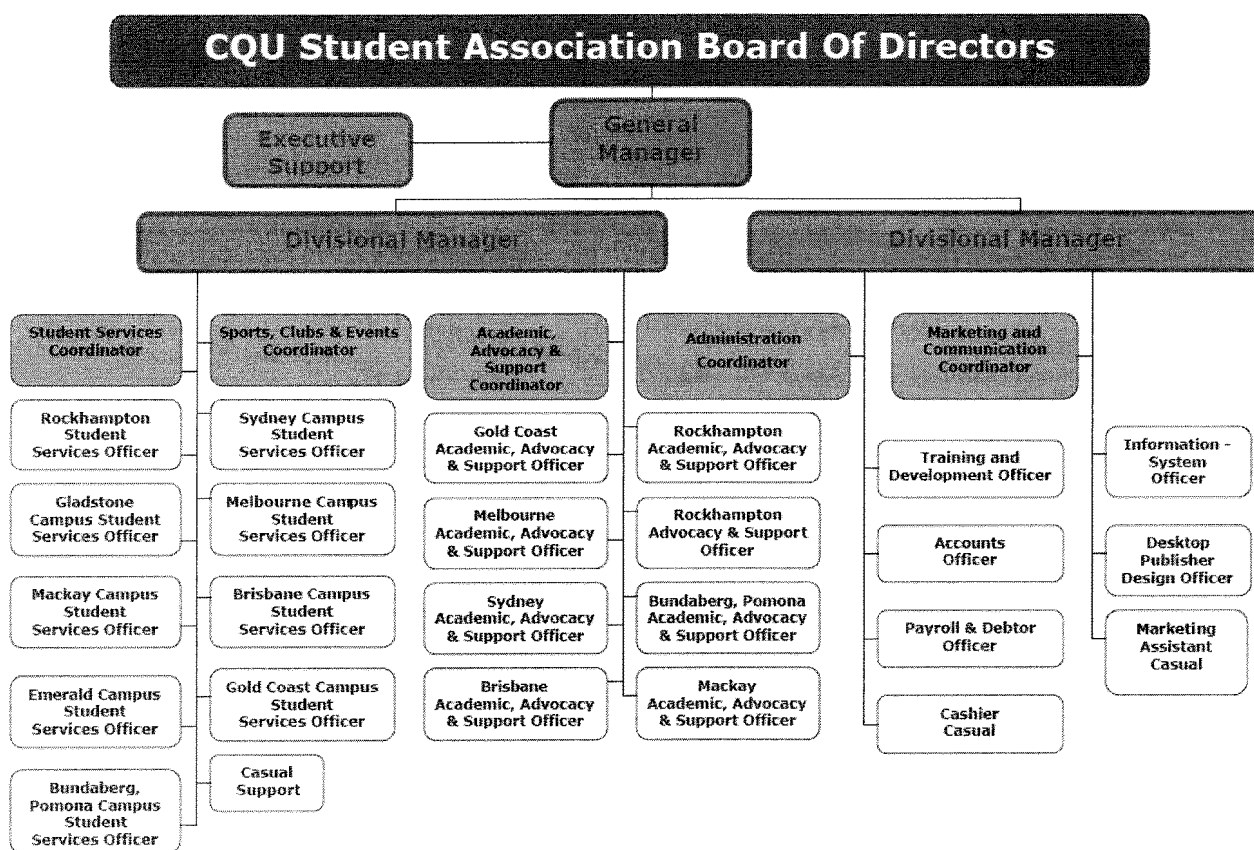 CQU Student Association Board Of Directors
Executive
Support
General
Manager
Divisional Manager
Divisional Manager
Student Services
Coordinator
Sports, Clubs & Events
Coordinator
Academic,
Advocacy &
Support
Coordinator
Administration
Coordinator
Marketing and
Communication
Coordinator
Rockhampton
Student
Services Officer
Gladstone
Campus Student
Services Officer
Mackay Campus
Student
Services Officer
Emerald Campus
Student
Services Officer
Bundaberg,
Pomona Campus
Student
Services Officer
Sydney Campus
Student
Services Officer
Melbourne Campus
Student
Services Officer
Brisbane Campus
Student
Services Officer
Gold Coast Campus
Student
Services Officer
Casual
Support
Gold Coast
Academic, Advocacy
& Support Officer
Melbourne
Academic, Advocacy
& Support Officer
Sydney
Academic, Advocacy
& Support Officer
Brisbane
Academic, Advocacy
& Support Officer
Rockhampton
Academic, Advocacy
& Support Officer
Rockhampton
Advocacy & Support
Officer
Bundaberg, Pomona
Academic, Advocacy
& Support Officer
Mackay
Academic, Advocacy
& Support Officer
Training and
Development Officer
Accounts
Officer
Payroll & Debtor
Officer
Cashier
Casual
Information -
System
Officer
Desktop
Publisher
Design Officer
Marketing
Assistant
Casual